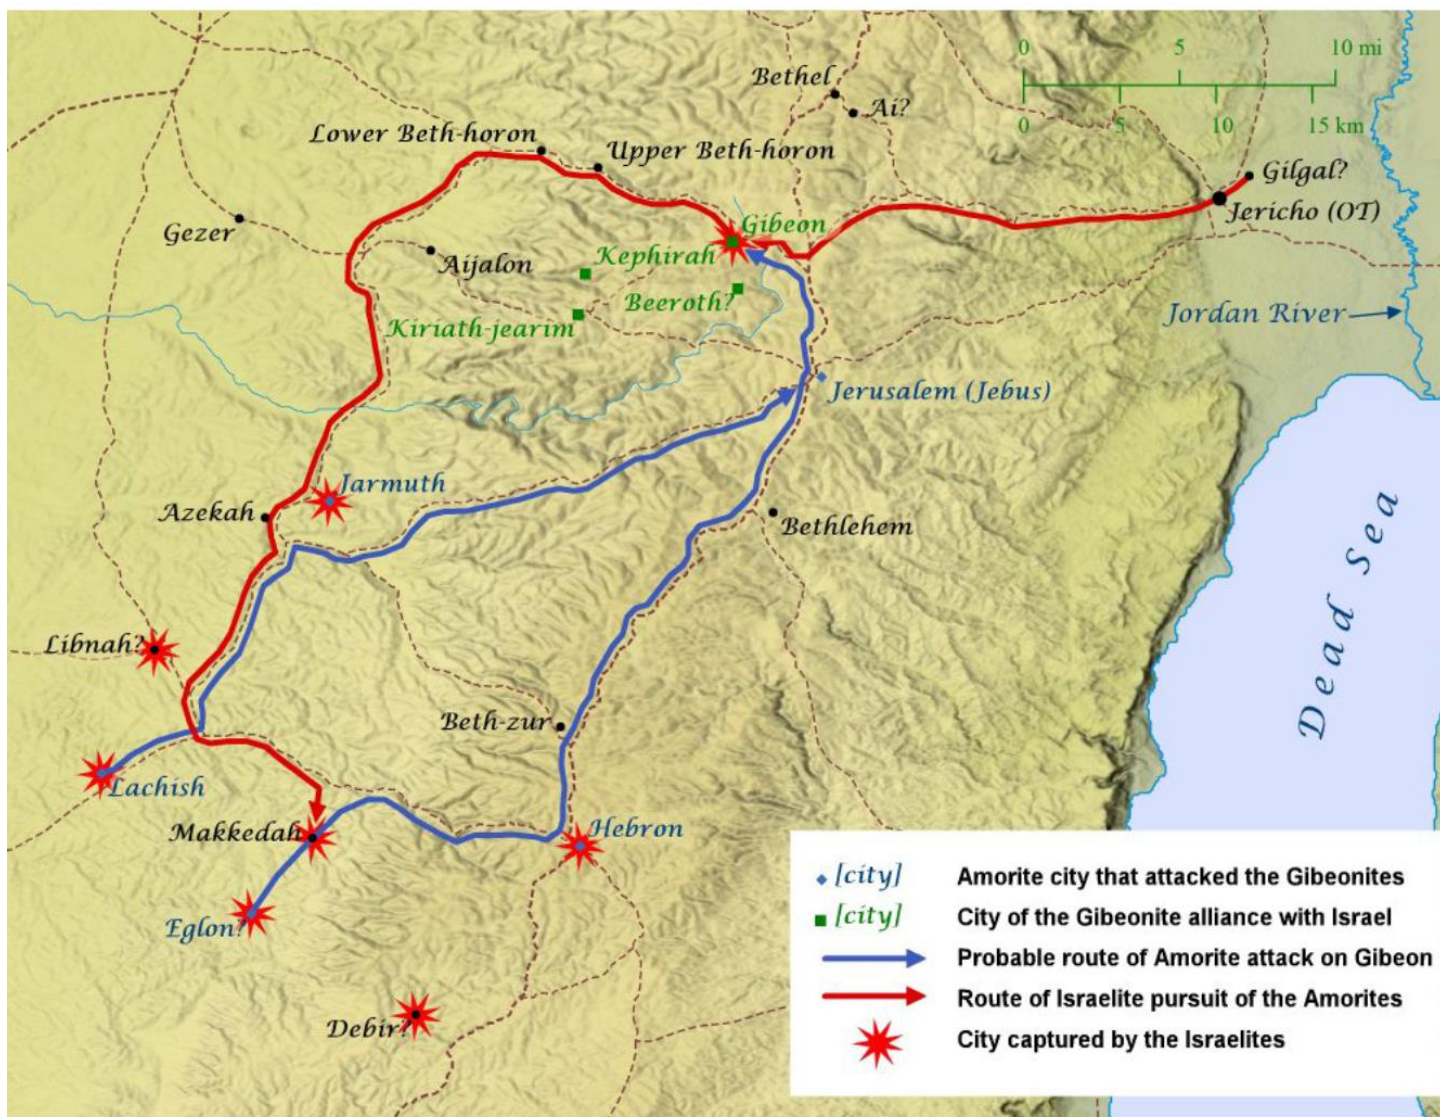 0 5 10 mi
0 5 10 15 km
Bethel
Ai?
Lower Beth-horon
Upper Beth-horon
Gilgal?
Jericho (OT)
Gezer
Gibeon
Kephirah
Aijalon
Beeroth?
Kiriath-jearim
Jordan River
Jerusalem (Jebus)
Jarmuth
Azekah
Bethlehem
Dead Sea
Libnah?
Beth-zur
Lachish
Makkedah
Hebron
Eglon?
Debir?
[city] Amorite city that attacked the Gibeonites
[city] City of the Gibeonite alliance with Israel
Probable route of Amorite attack on Gibeon
Route of Israelite pursuit of the Amorites
City captured by the Israelites